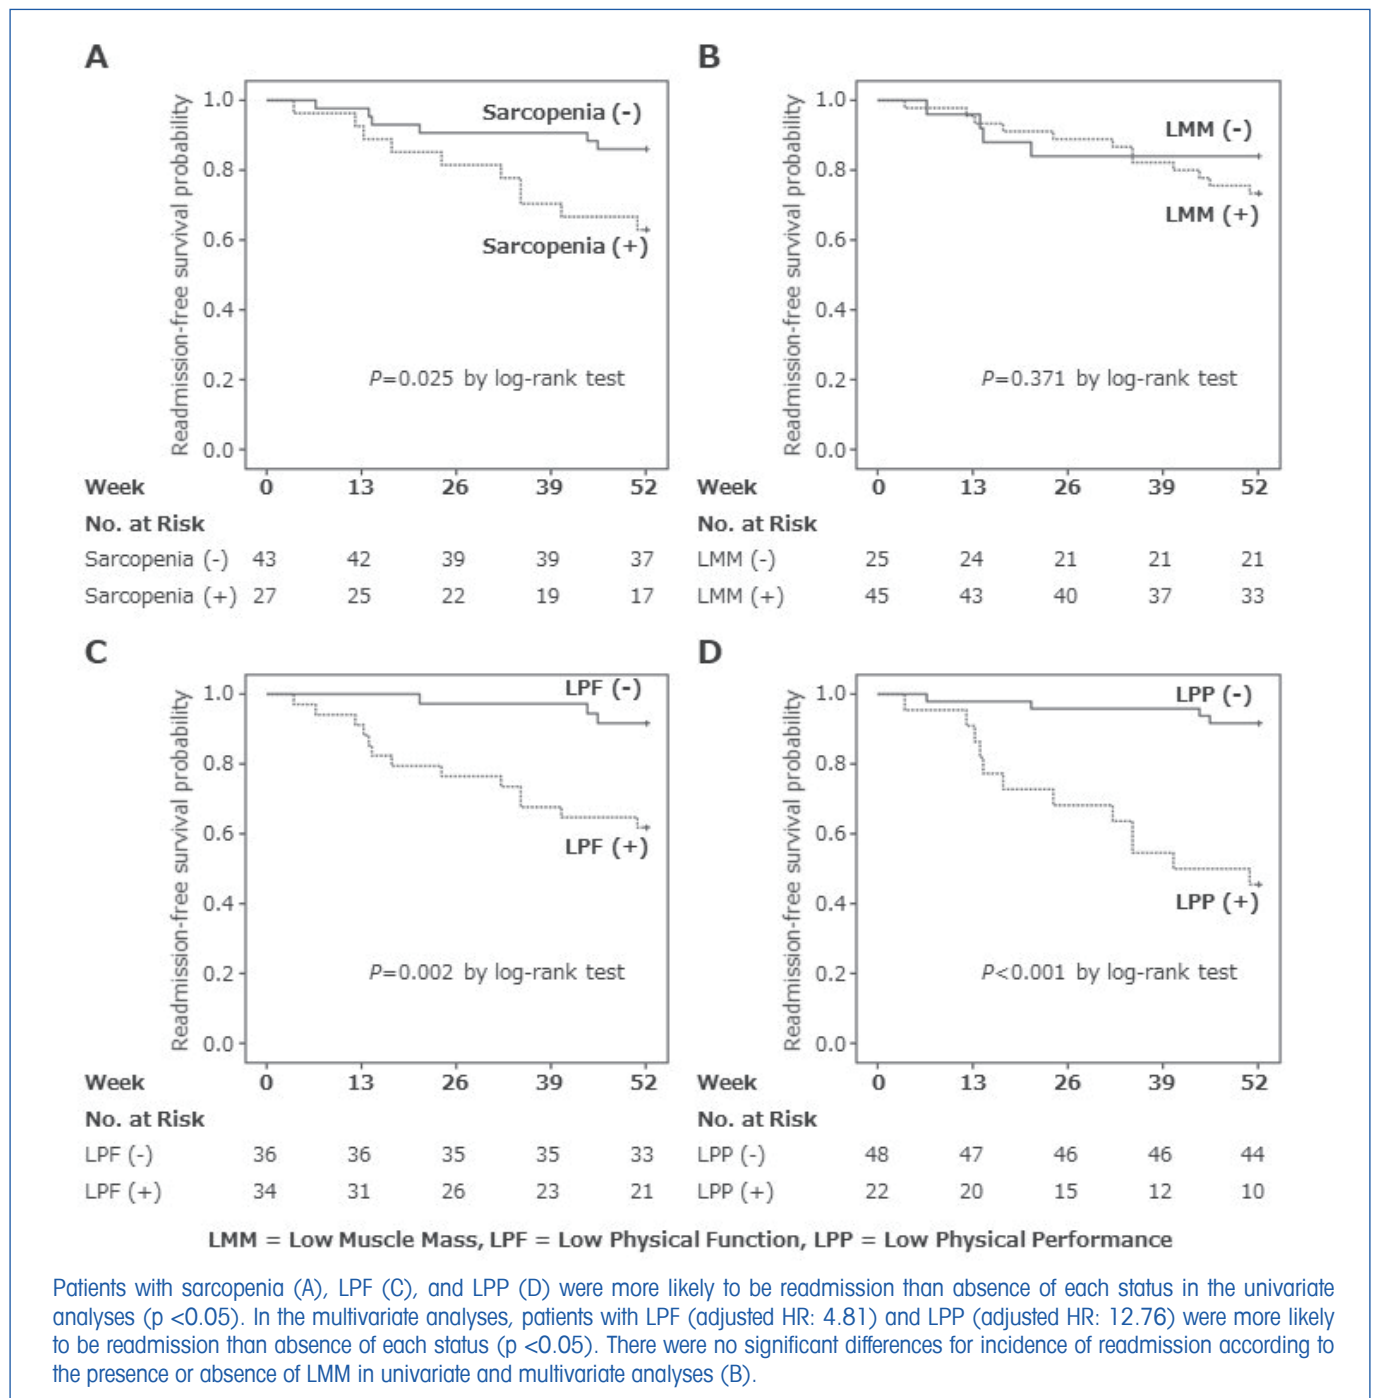 A
Readmission-free survival probability
1.0
0.8
0.6
0.4
0.2
0.0
Sarcopenia (-)
Sarcopenia (+)
P=0.025 by log-rank test
Week 0 13 26 39 52
No. at Risk
Sarcopenia (-) 43 42 39 39 37
Sarcopenia (+) 27 25 22 19 17
B
Readmission-free survival probability
1.0
0.8
0.6
0.4
0.2
0.0
LMM (-)
LMM (+)
P=0.371 by log-rank test
Week 0 13 26 39 52
No. at Risk
LMM (-) 25 24 21 21 21
LMM (+) 45 43 40 37 33
C
Readmission-free survival probability
1.0
0.8
0.6
0.4
0.2
0.0
LPF (-)
LPF (+)
P=0.002 by log-rank test
Week 0 13 26 39 52
No. at Risk
LPF (-) 36 36 35 35 33
LPF (+) 34 31 26 23 21
D
Readmission-free survival probability
1.0
0.8
0.6
0.4
0.2
0.0
LPP (-)
LPP (+)
P<0.001 by log-rank test
Week 0 13 26 39 52
No. at Risk
LPP (-) 48 47 46 46 44
LPP (+) 22 20 15 12 10
LMM = Low Muscle Mass, LPF = Low Physical Function, LPP = Low Physical Performance
Patients with sarcopenia (A), LPF (C), and LPP (D) were more likely to be readmission than absence of each status in the univariate
analyses (p <0.05). In the multivariate analyses, patients with LPF (adjusted HR: 4.81) and LPP (adjusted HR: 12.76) were more likely
to be readmission than absence of each status (p <0.05). There were no significant differences for incidence of readmission according to
the presence or absence of LMM in univariate and multivariate analyses (B).